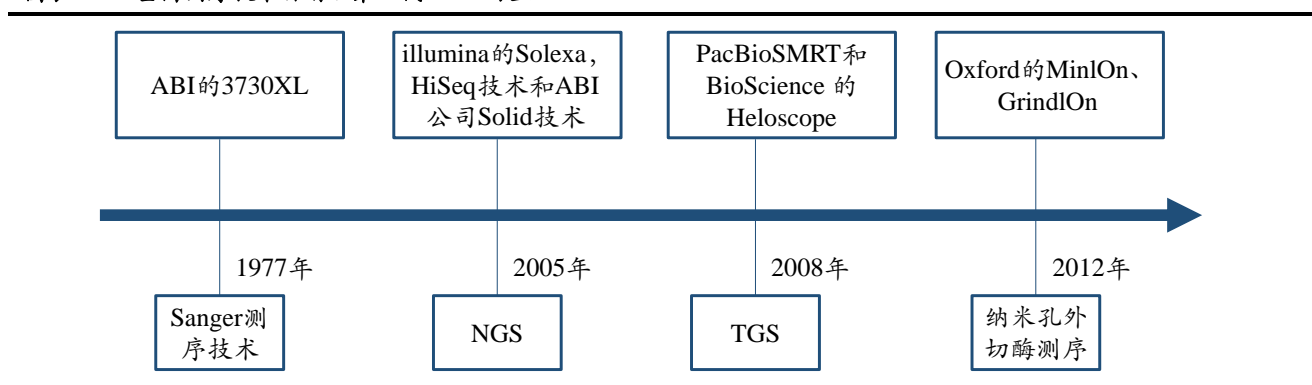 ABI的3730XL
illumina的Solexa，
HiSeq技术和ABI
公司Solid技术
PacBioSMRT和
BioScience 的
Heloscope
Oxford的MinlOn、
GrindlOn
1977年
2005年
2008年
2012年
Sanger测
序技术
NGS
TGS
纳米孔外
切酶测序